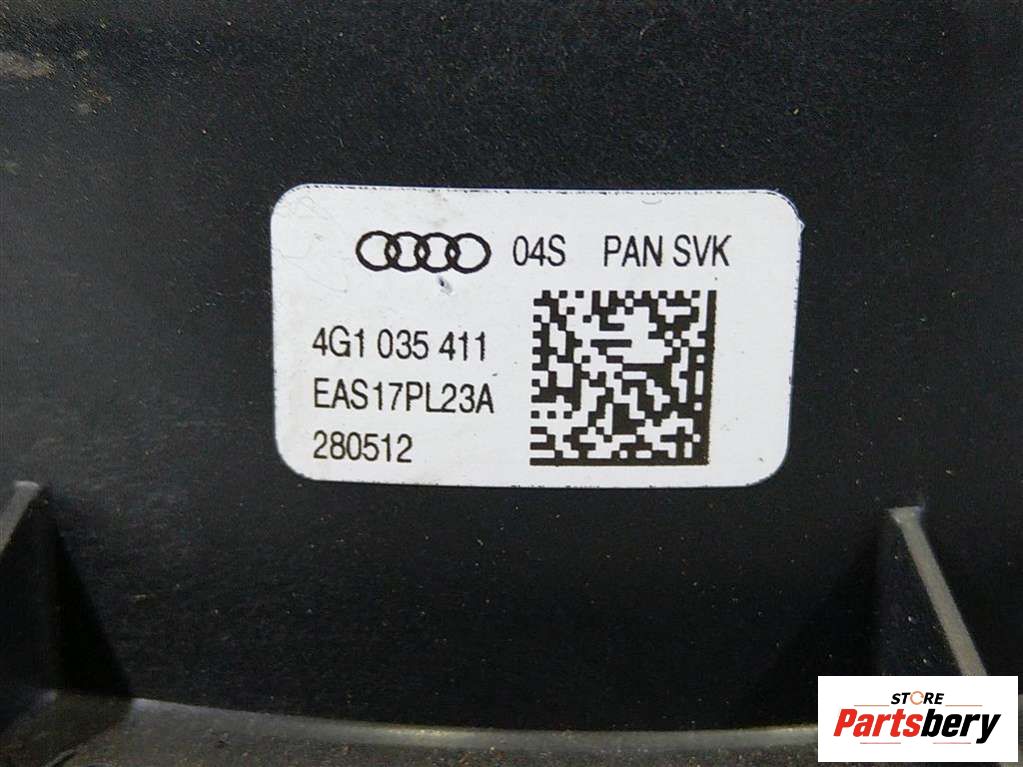 04S PAN SVK
4G1 035 411
EAS17PL23A
280512
STORE
Partsbery